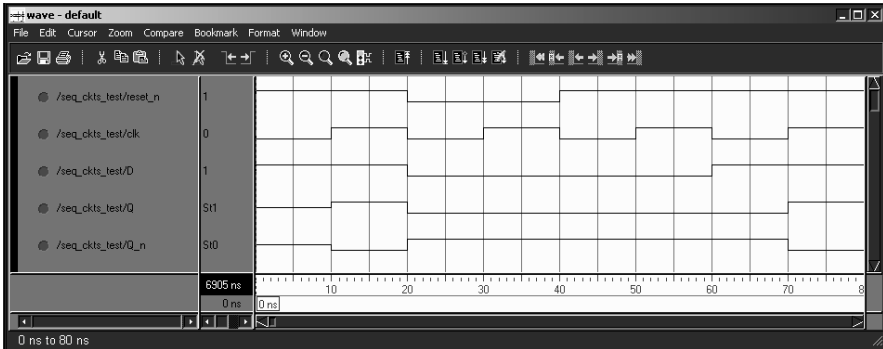 wave - default
File Edit Cursor Zoom Compare Bookmark Format Window
/seq_ckts_test/reset_n 1
/seq_ckts_test/clk 0
/seq_ckts_test/D 1
/seq_ckts_test/Q St1
/seq_ckts_test/Q_n St0
6905 ns 10 20 30 40 50 60 70 8
0 ns 0 ns
0 ns to 80 ns